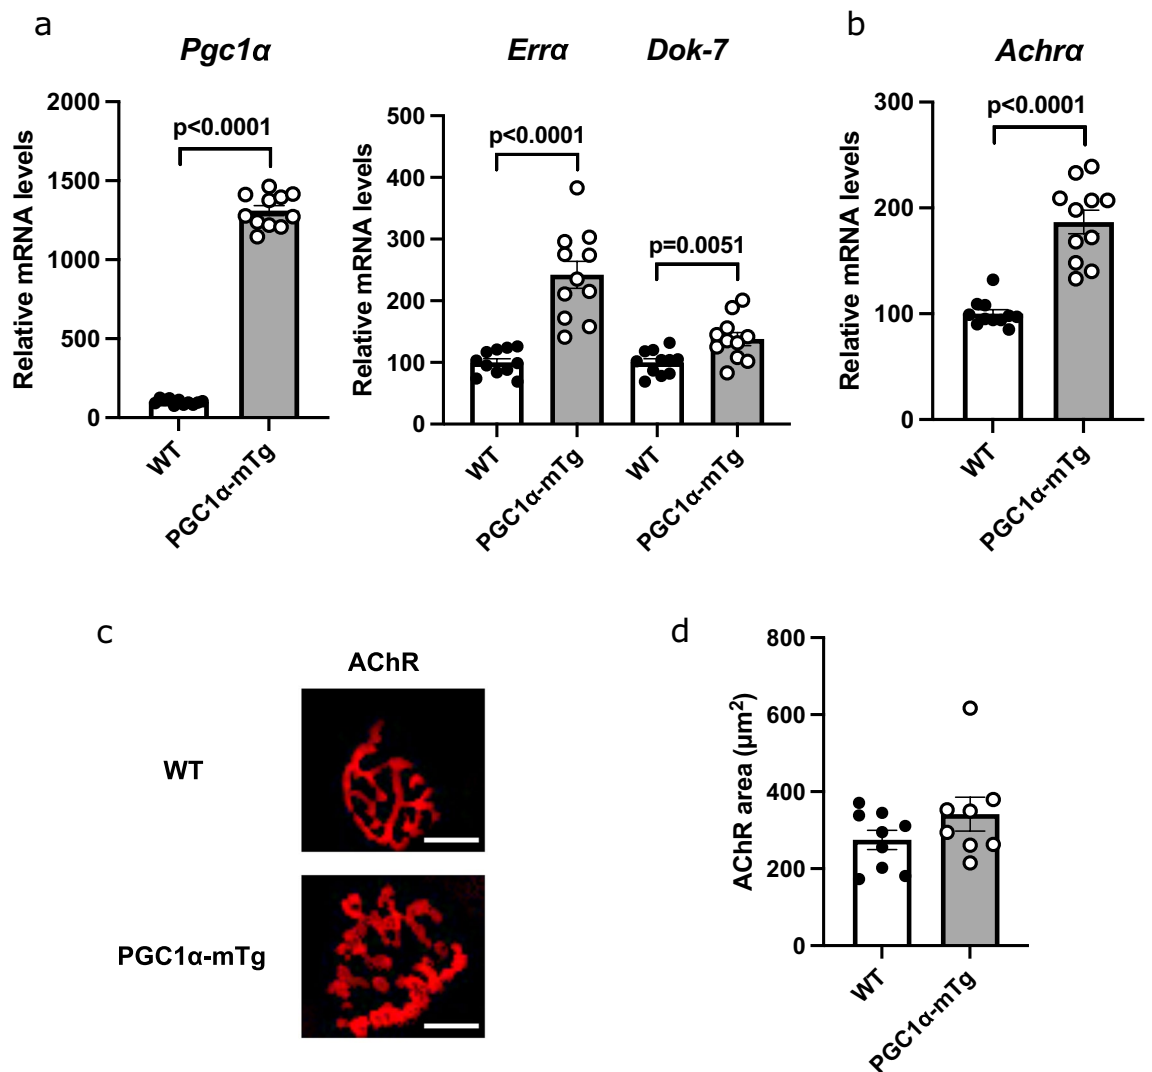 a
Pgc1α
Relative mRNA levels
2000
1500
1000
500
0
p<0.0001
WT
PGC1α-mTg
Errα
Dok-7
Relative mRNA levels
500
400
300
200
100
0
p<0.0001
p=0.0051
WT
PGC1α-mTg
WT
PGC1α-mTg
b
Achrα
Relative mRNA levels
300
200
100
0
p<0.0001
WT
PGC1α-mTg
c
AChR
WT
PGC1α-mTg
d
AChR area (µm²)
800
600
400
200
0
WT
PGC1α-mTg